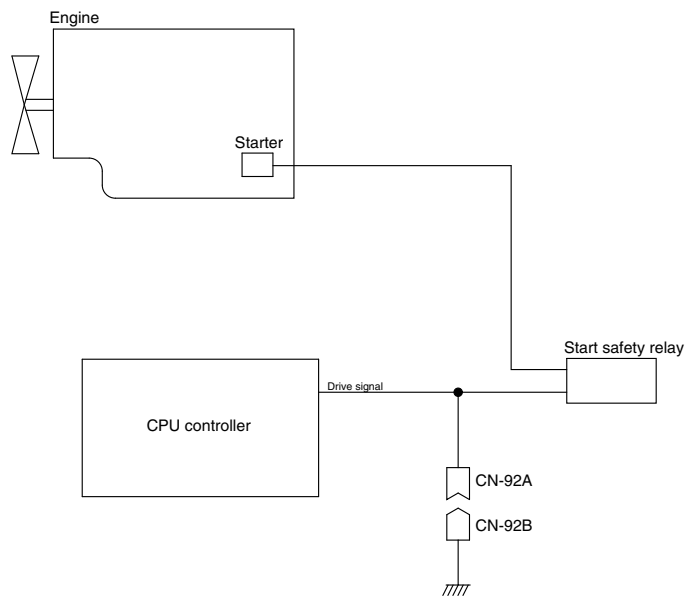 Engine
Starter
Start safety relay
Drive signal
CPU controller
CN-92A
CN-92B